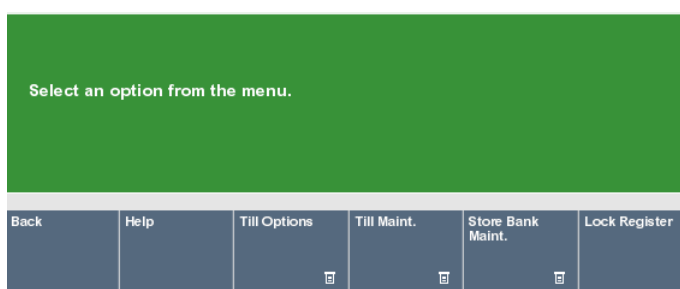 Select an option from the menu.
Back
Help
Till Options
Till Maint.
Store Bank
Maint.
Lock Register